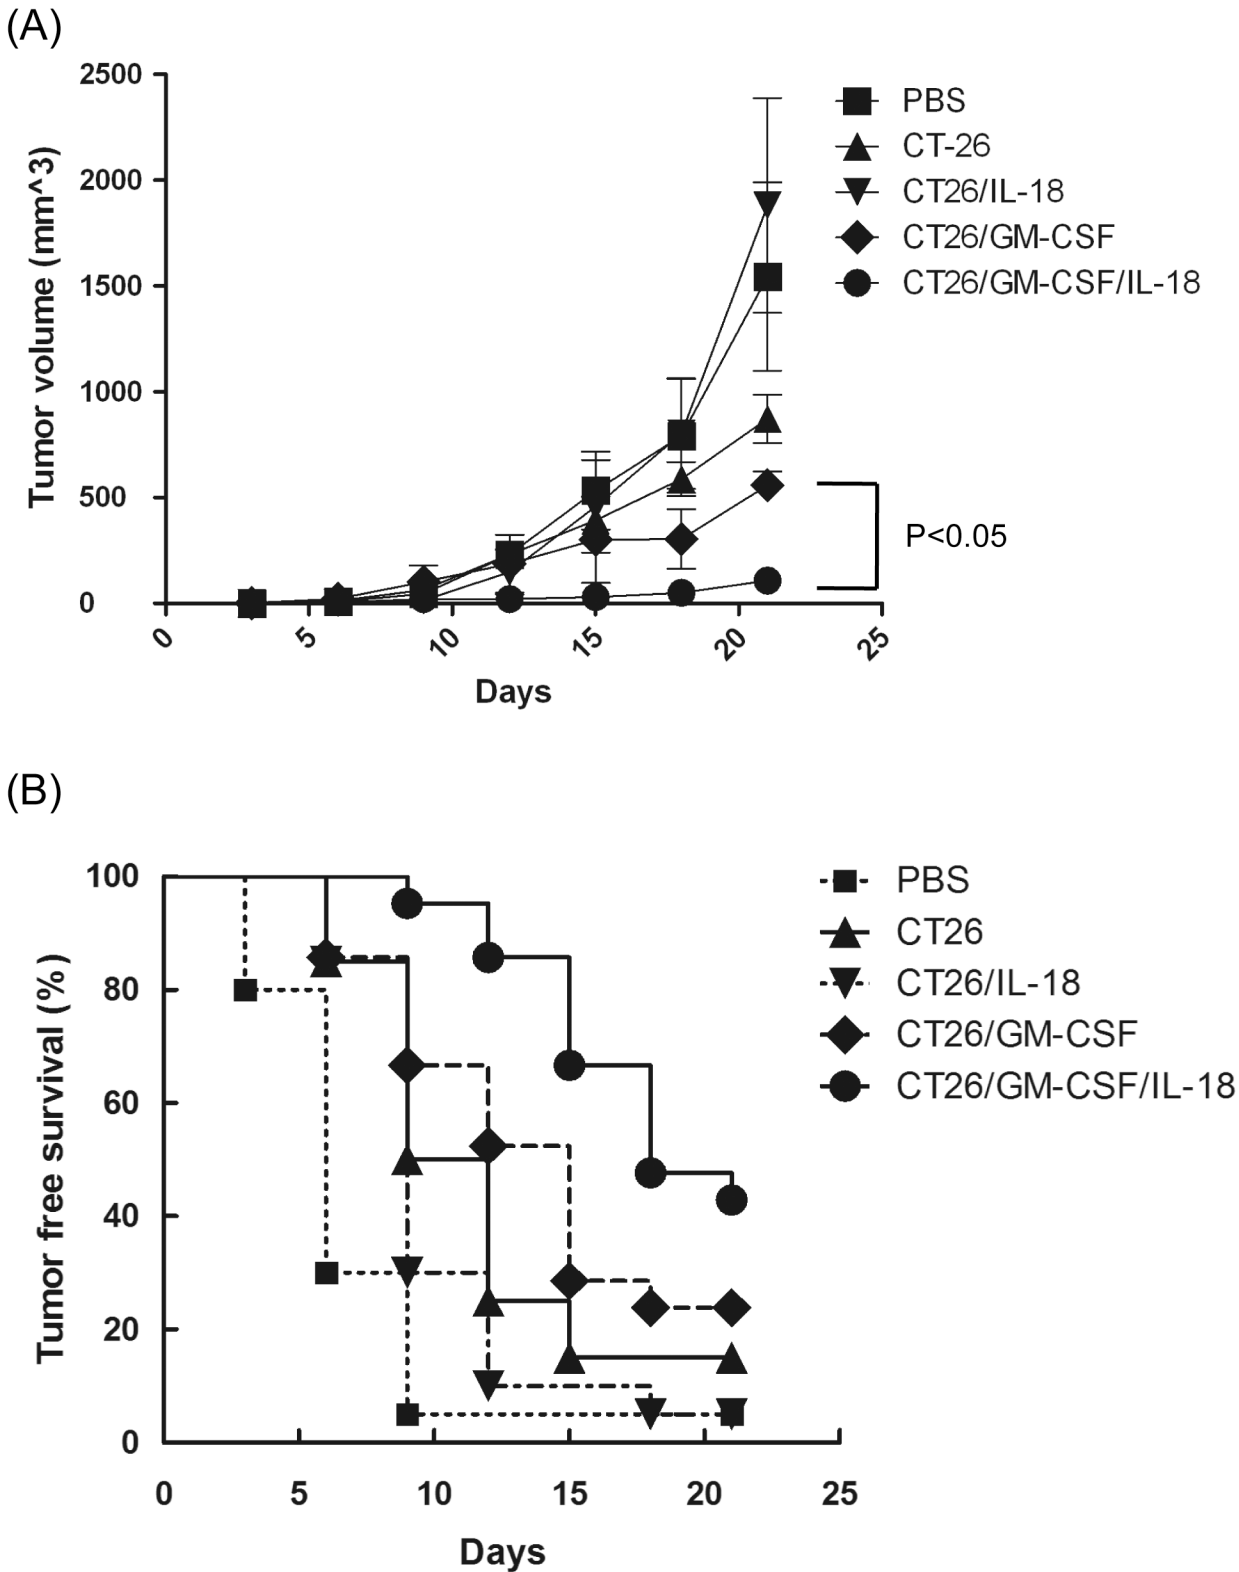 (A)
2500
2000
1500
1000
500
0
Tumor volume (mm^3)
0
5
10
15
20
25
Days
PBS
CT-26
CT26/IL-18
CT26/GM-CSF
CT26/GM-CSF/IL-18
P<0.05
(B)
100
80
60
40
20
0
Tumor free survival (%)
0
5
10
15
20
25
Days
PBS
CT26
CT26/IL-18
CT26/GM-CSF
CT26/GM-CSF/IL-18